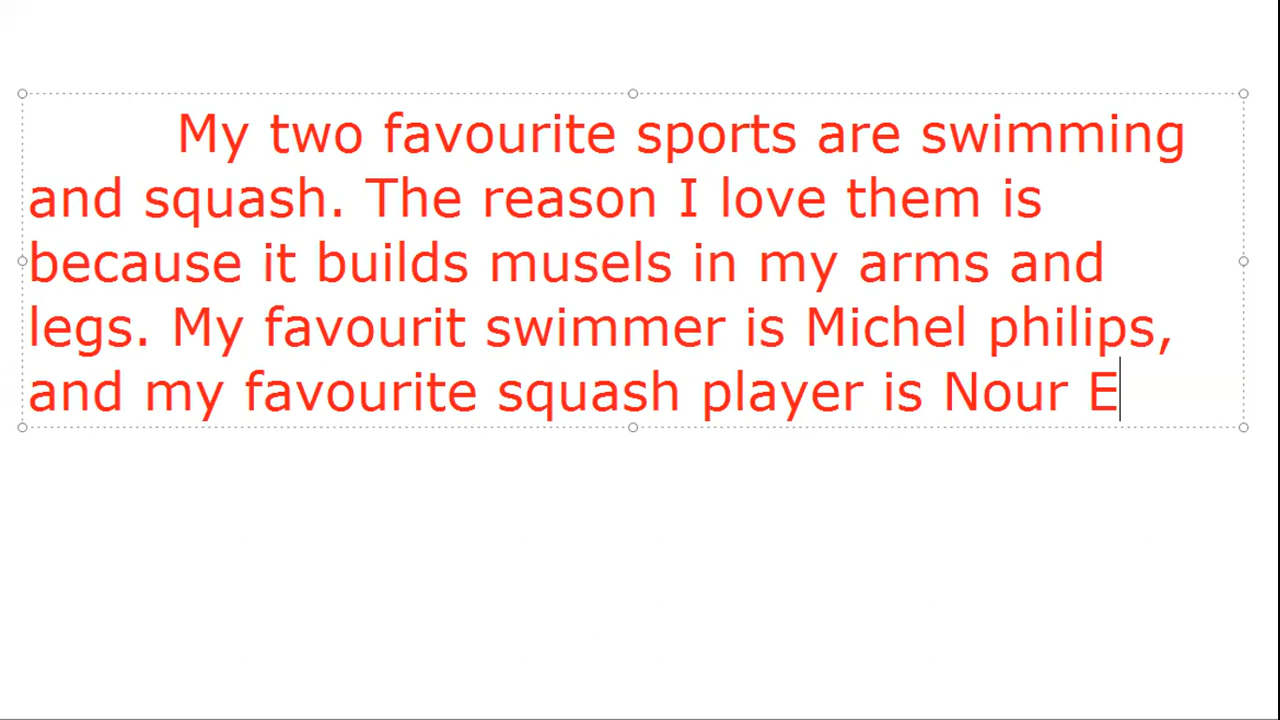 My two favourite sports are swimming
and squash. The reason I love them is
because it builds musels in my arms and
legs. My favourit swimmer is Michel philips,
and my favourite squash player is Nour E